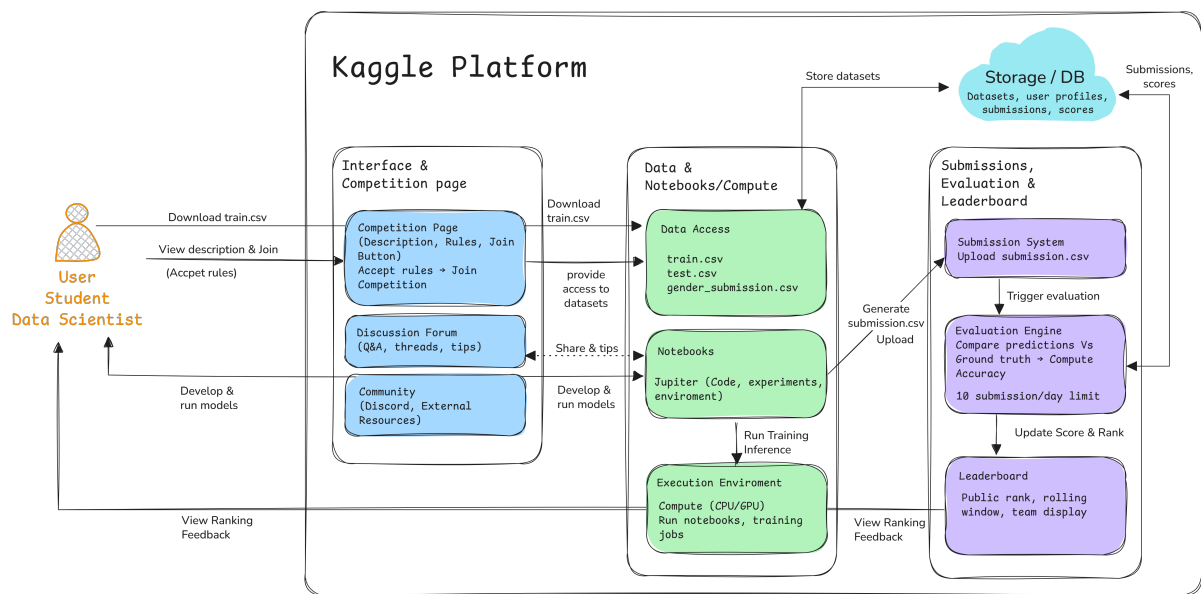 Kaggle Platform
Storage / DB
Datasets, user profiles,
submissions, scores
Store datasets
Submissions,
scores
Interface &
Competition page
Data &
Notebooks/Compute
Submissions,
Evaluation &
Leaderboard
User
Student
Data Scientist
Download train.csv
View description & Join
(Accpet rules)
Competition Page
(Description, Rules, Join
Button)
Accept rules → Join
Competition
Download
train.csv
provide
access to
datasets
Data Access
train.csv
test.csv
gender_submission.csv
Submission System
Upload submission.csv
Trigger evaluation
Generate
submission.csv
Upload
Discussion Forum
(Q&A, threads, tips)
Share & tips
Notebooks
Jupiter (Code, experiments,
enviroment)
Evaluation Engine
Compare predictions Vs
Ground truth → Compute
Accuracy
10 submission/day limit
Develop &
run models
Community
(Discord, External
Resources)
Develop &
run models
Run Training
Inference
Update Score & Rank
Execution Enviroment
Compute (CPU/GPU)
Run notebooks, training
jobs
Leaderboard
Public rank, rolling
window, team display
View Ranking
Feedback
View Ranking
Feedback